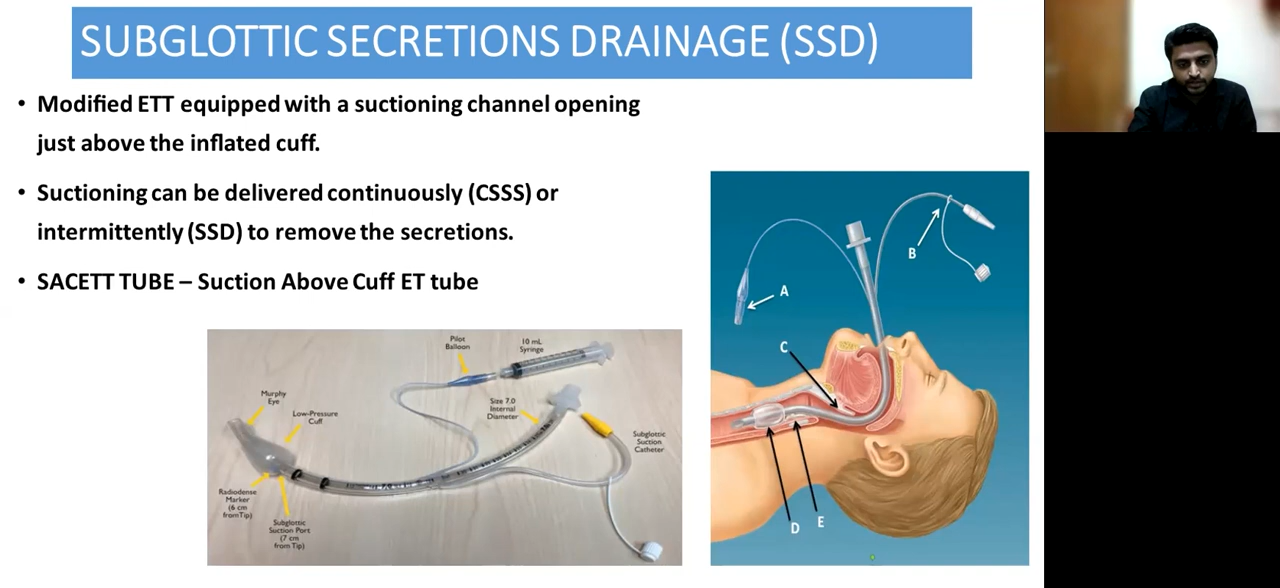 SUBGLOTTIC SECRETIONS DRAINAGE (SSD)
• Modified ETT equipped with a suctioning channel opening
just above the inflated cuff.
• Suctioning can be delivered continuously (CSSS) or
intermittently (SSD) to remove the secretions.
• SACETT TUBE – Suction Above Cuff ET tube
Pilot
Balloon
10 mL
Syringe
Murphy
Eye
Low-Pressure
Cuff
Size 7.0
Internal
Diameter
Subglottic
Suction
Catheter
Radiodense
Marker
(6 cm
from Tip)
Subglottic
Suction Port
(7 cm
from Tip)
A
B
C
D
E